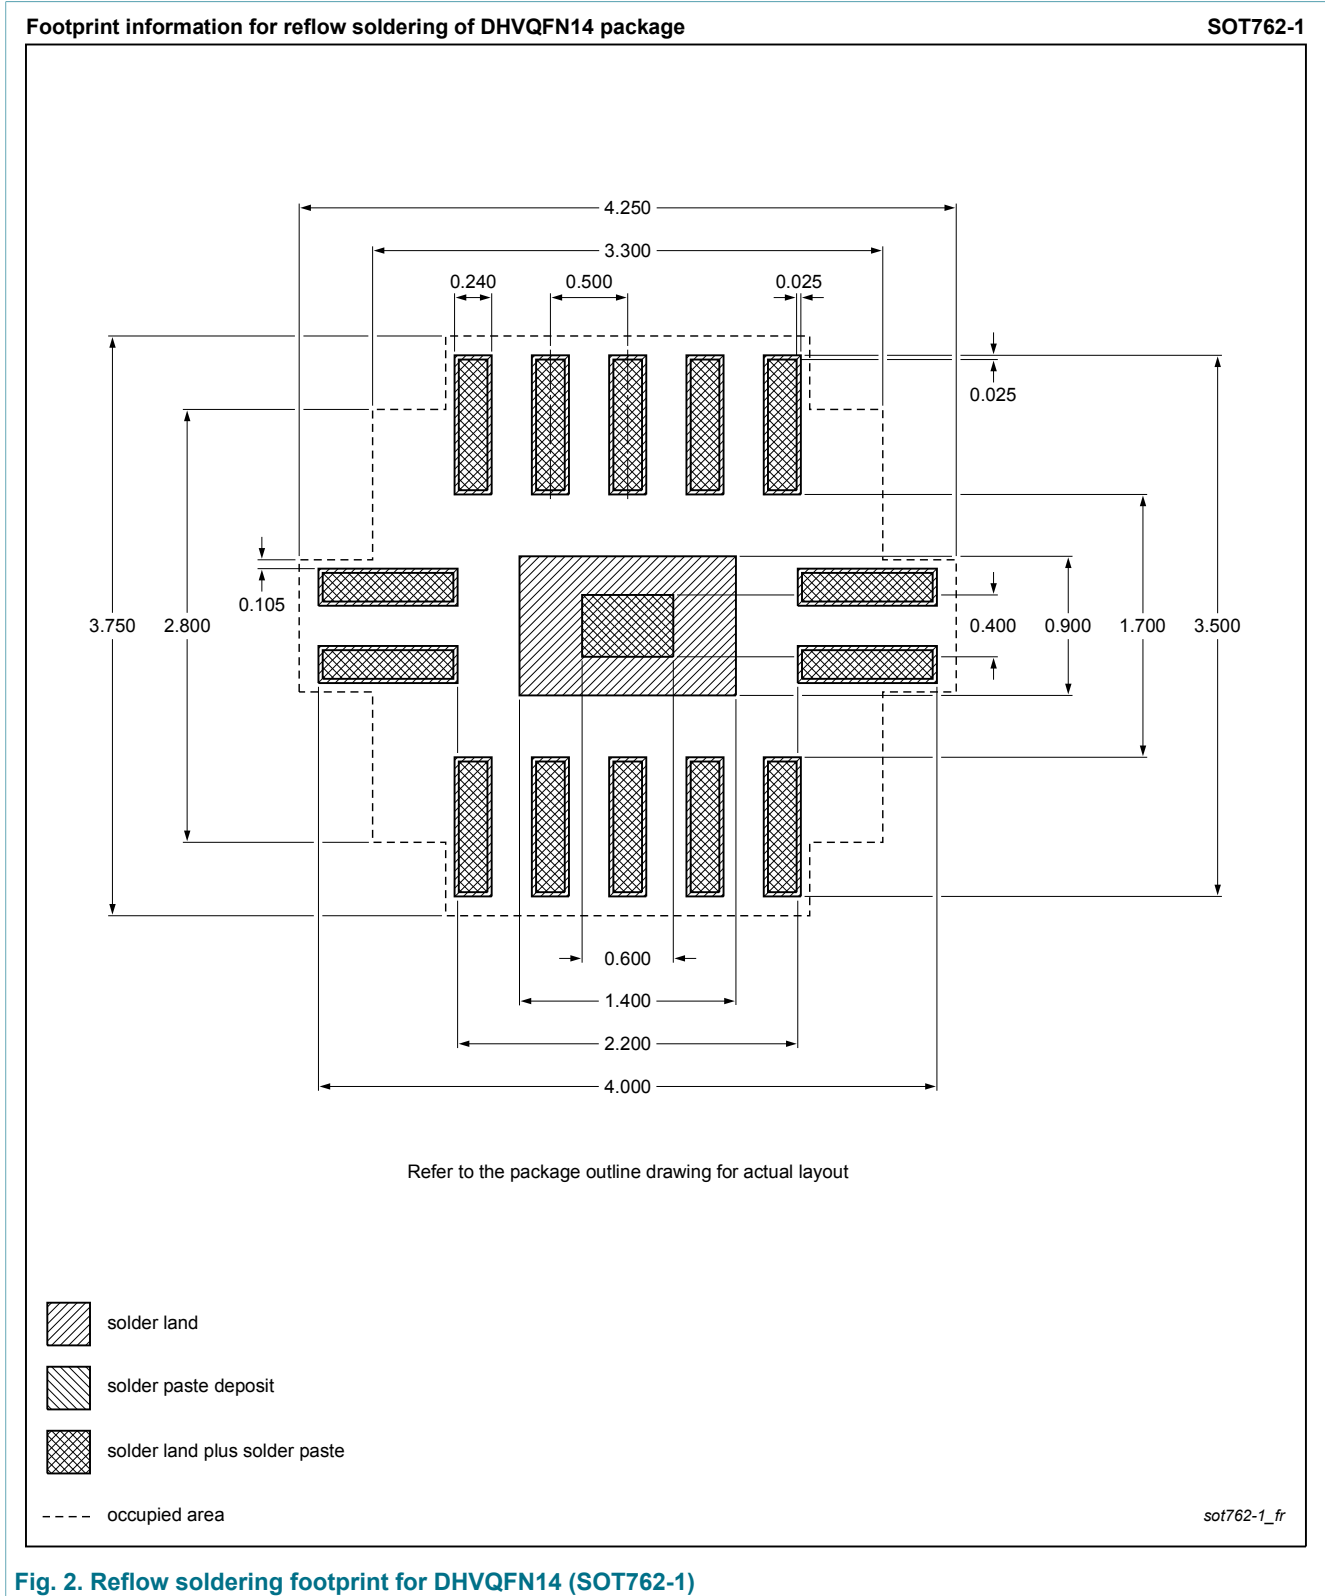 Footprint information for reflow soldering of DHVQFN14 package SOT762-1
4.250
3.300
0.240 0.500 0.025
0.025
0.105
3.750 2.800 0.400 0.900 1.700 3.500
0.600
1.400
2.200
4.000
Refer to the package outline drawing for actual layout
solder land
solder paste deposit
solder land plus solder paste
occupied area sot762-1_fr
Fig. 2. Reflow soldering footprint for DHVQFN14 (SOT762-1)